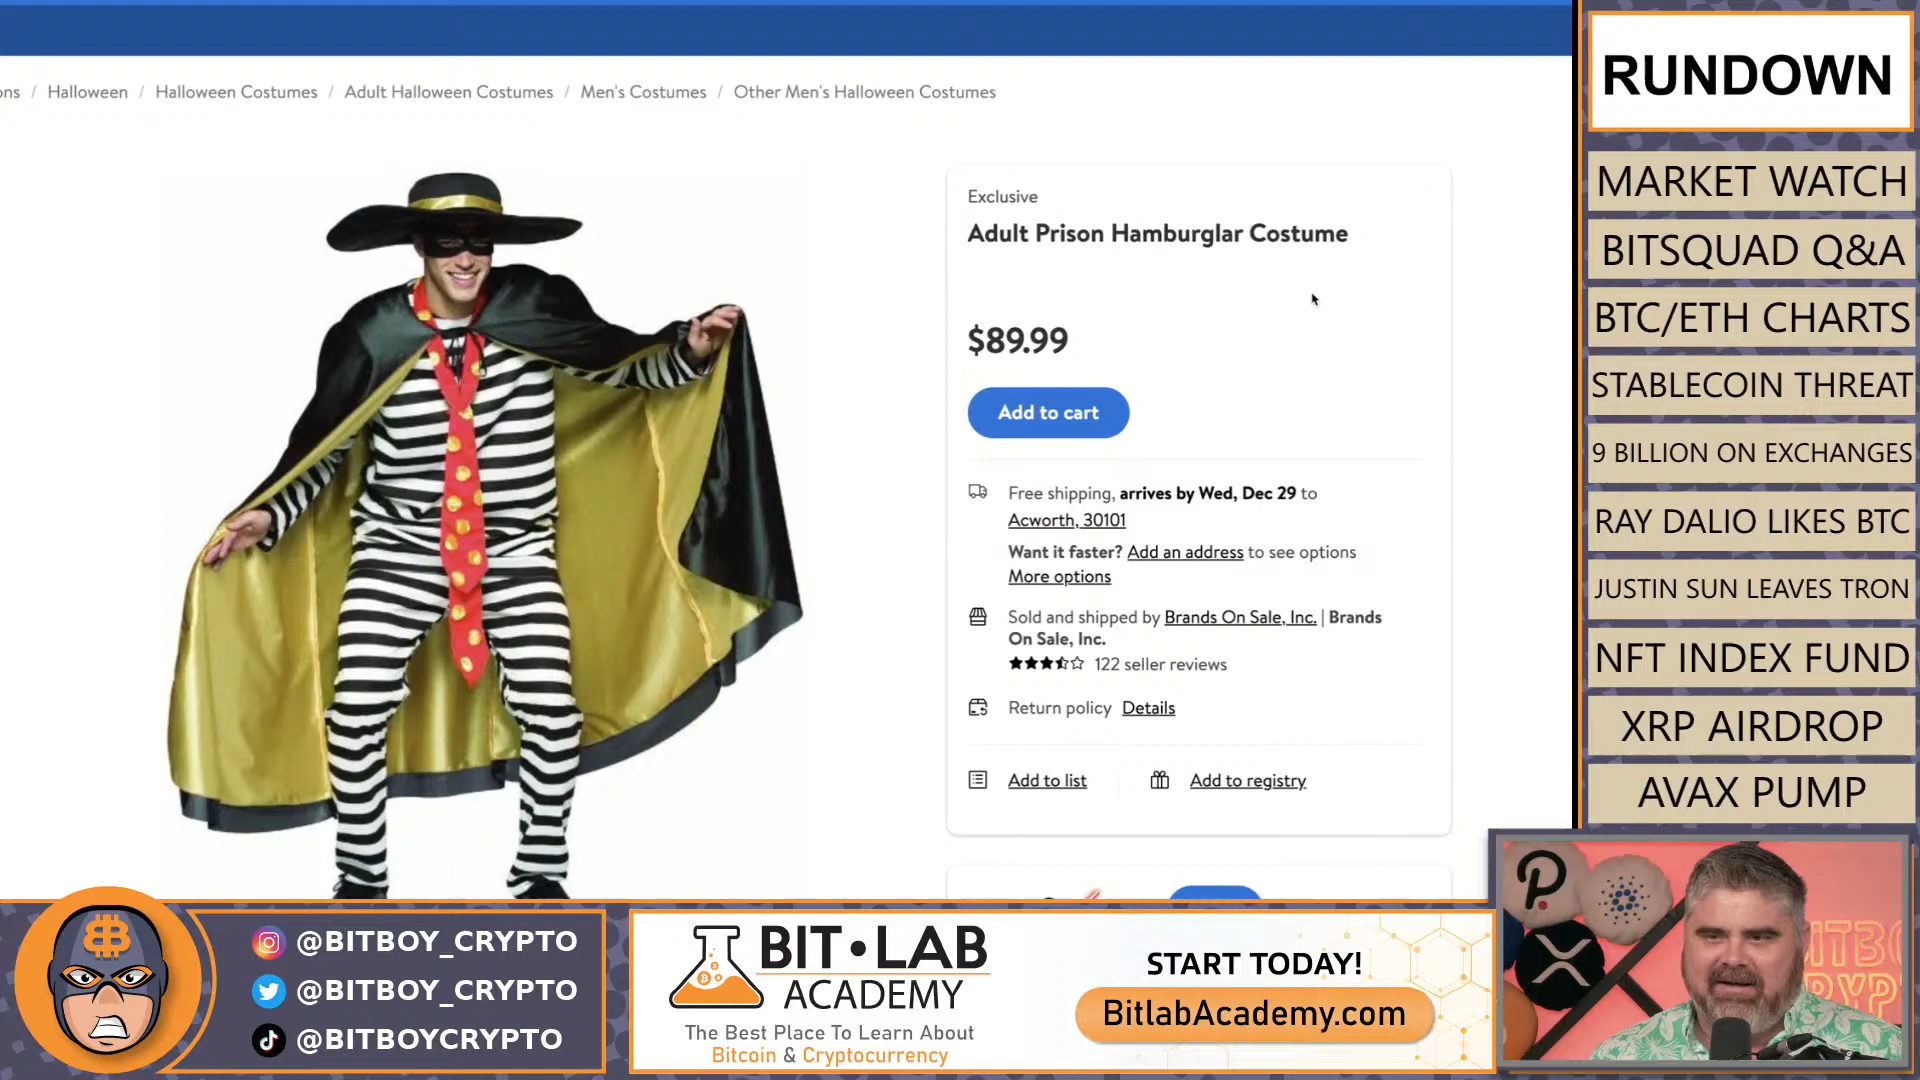 ons / Halloween / Halloween Costumes / Adult Halloween Costumes / Men's Costumes / Other Men's Halloween Costumes
Exclusive
Adult Prison Hamburglar Costume
$89.99
Add to cart
Free shipping, arrives by Wed, Dec 29 to
Acworth, 30101
Want it faster? Add an address to see options
More options
Sold and shipped by Brands On Sale, Inc. | Brands
On Sale, Inc.
122 seller reviews
Return policy Details
Add to list
Add to registry
RUNDOWN
MARKET WATCH
BITSQUAD Q&A
BTC/ETH CHARTS
STABLECOIN THREAT
9 BILLION ON EXCHANGES
RAY DALIO LIKES BTC
JUSTIN SUN LEAVES TRON
NFT INDEX FUND
XRP AIRDROP
AVAX PUMP
@BITBOY_CRYPTO
@BITBOY_CRYPTO
@BITBOYCRYPTO
BIT•LAB
ACADEMY
The Best Place To Learn About
Bitcoin & Cryptocurrency
START TODAY!
BitlabAcademy.com